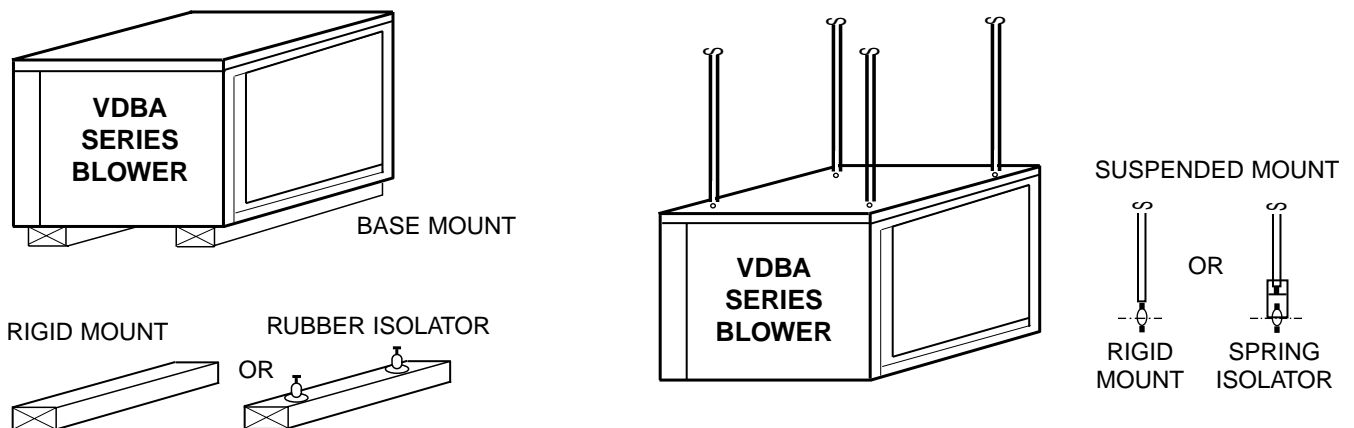 VDBA
SERIES
BLOWER
BASE MOUNT
RIGID MOUNT
OR
RUBBER ISOLATOR
VDBA
SERIES
BLOWER
SUSPENDED MOUNT
OR
RIGID
MOUNT
SPRING
ISOLATOR